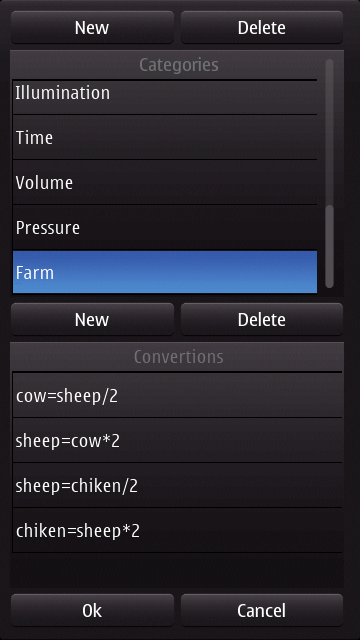 New Delete
Categories
Illumination
Time
Volume
Pressure
Farm
New Delete
Convertions
cow=sheep/2
sheep=cow*2
sheep=chiken/2
chiken=sheep*2
Ok Cancel